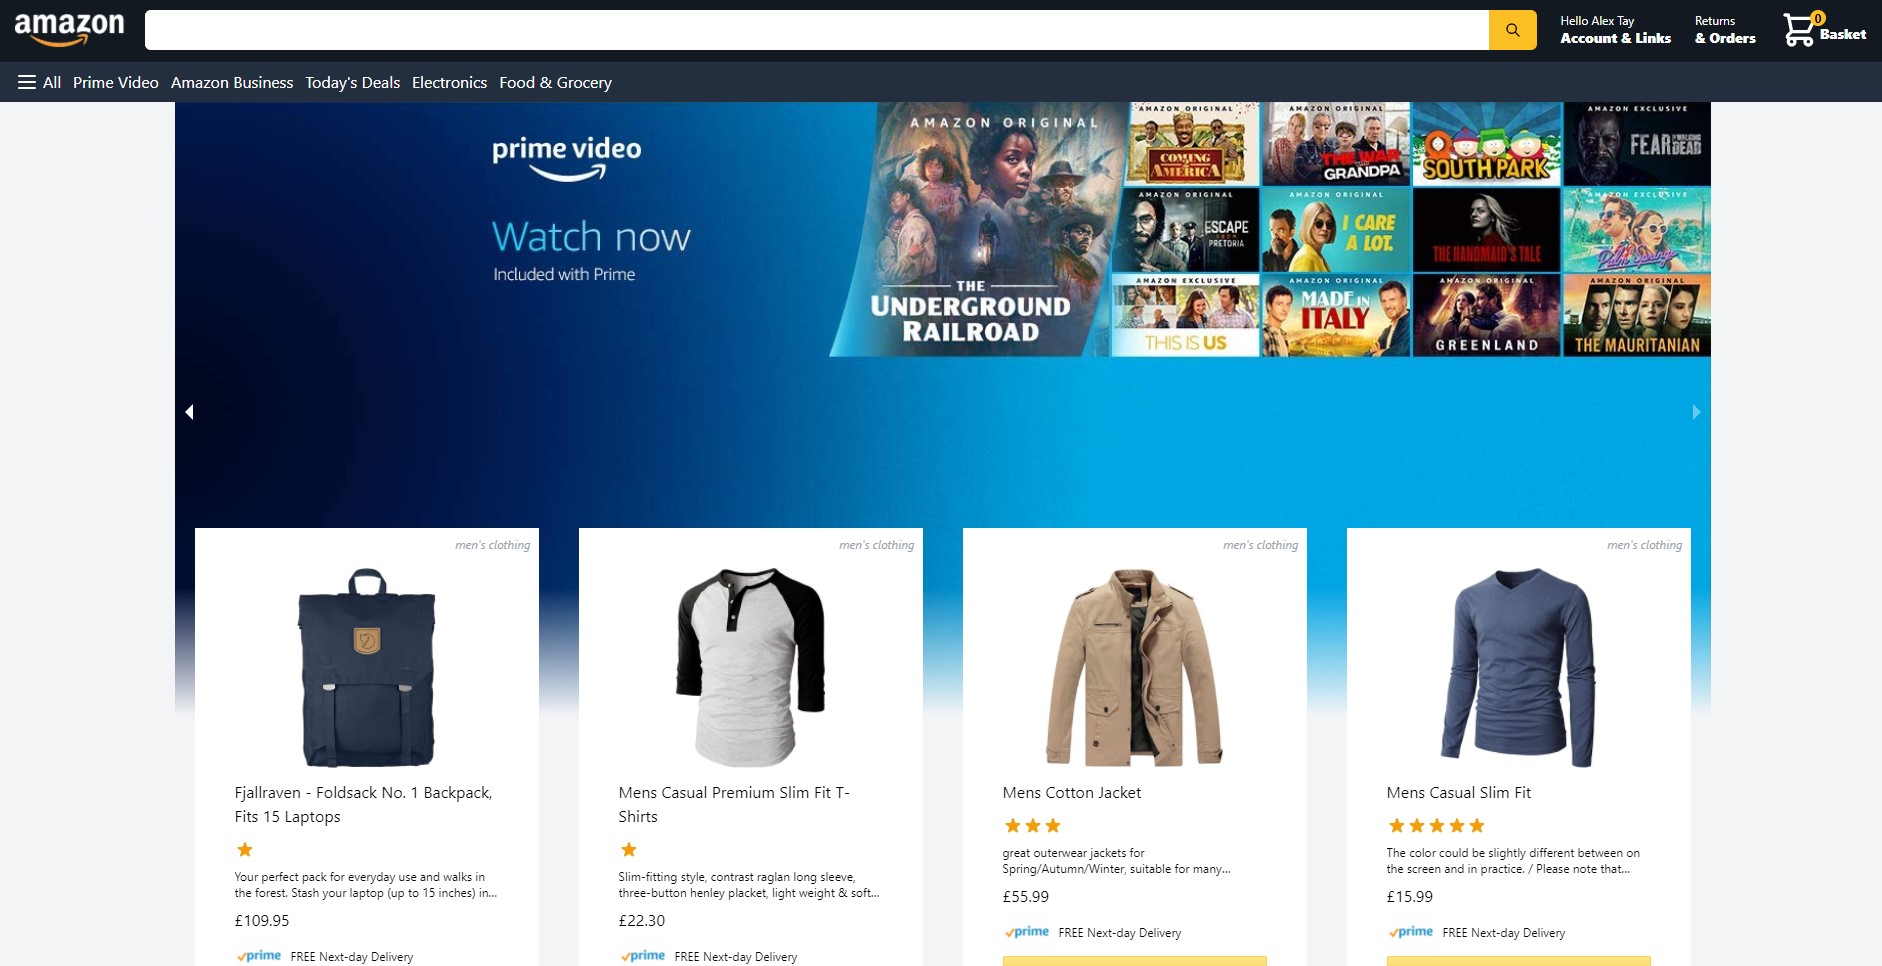 amazon
Hello Alex Tay
Account & Links
Returns
& Orders
0
Basket
All Prime Video Amazon Business Today's Deals Electronics Food & Grocery
prime video
Watch now
Included with Prime
AMAZON ORIGINAL
THE
UNDERGROUND
RAILROAD
AMAZON ORIGINAL
COMING
2
AMERICA
AMAZON ORIGINAL
THE WAR
GRANDPA
AMAZON ORIGINAL
SOUTH PARK
AMAZON EXCLUSIVE
FEAR THE WALKING
DEAD
AMAZON ORIGINAL
ESCAPE
FROM
PRETORIA
AMAZON ORIGINAL
I CARE
A LOT.
THE HANDMAID'S TALE
AMAZON EXCLUSIVE
Palm Springs
AMAZON EXCLUSIVE
THIS IS US
AMAZON ORIGINAL
MADE IN
ITALY
AMAZON ORIGINAL
GREENLAND
AMAZON ORIGINAL
THE MAURITANIAN
men's clothing
Fjallraven - Foldsack No. 1 Backpack,
Fits 15 Laptops
Your perfect pack for everyday use and walks in
the forest. Stash your laptop (up to 15 inches) in...
£109.95
prime FREE Next-day Delivery
men's clothing
Mens Casual Premium Slim Fit T-
Shirts
Slim-fitting style, contrast raglan long sleeve,
three-button henley placket, light weight & soft...
£22.30
prime FREE Next-day Delivery
men's clothing
Mens Cotton Jacket
great outerwear jackets for
Spring/Autumn/Winter, suitable for many...
£55.99
prime FREE Next-day Delivery
men's clothing
Mens Casual Slim Fit
The color could be slightly different between on
the screen and in practice. / Please note that...
£15.99
prime FREE Next-day Delivery